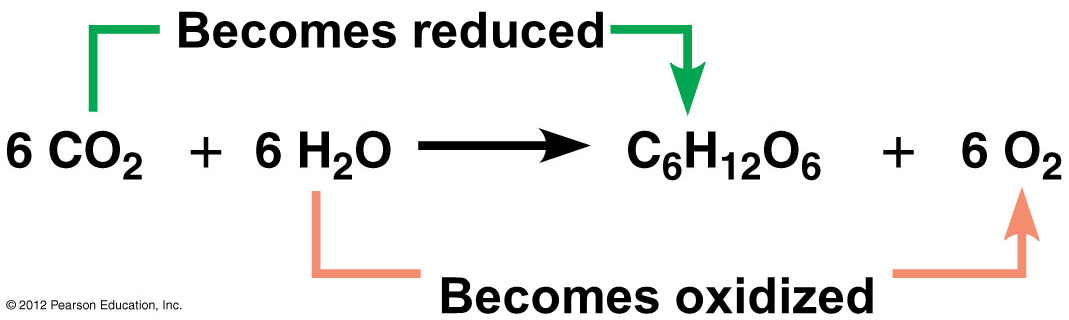 Becomes reduced
6 CO₂ + 6 H₂O → C₆H₁₂O₆ + 6 O₂
Becomes oxidized
© 2012 Pearson Education, Inc.